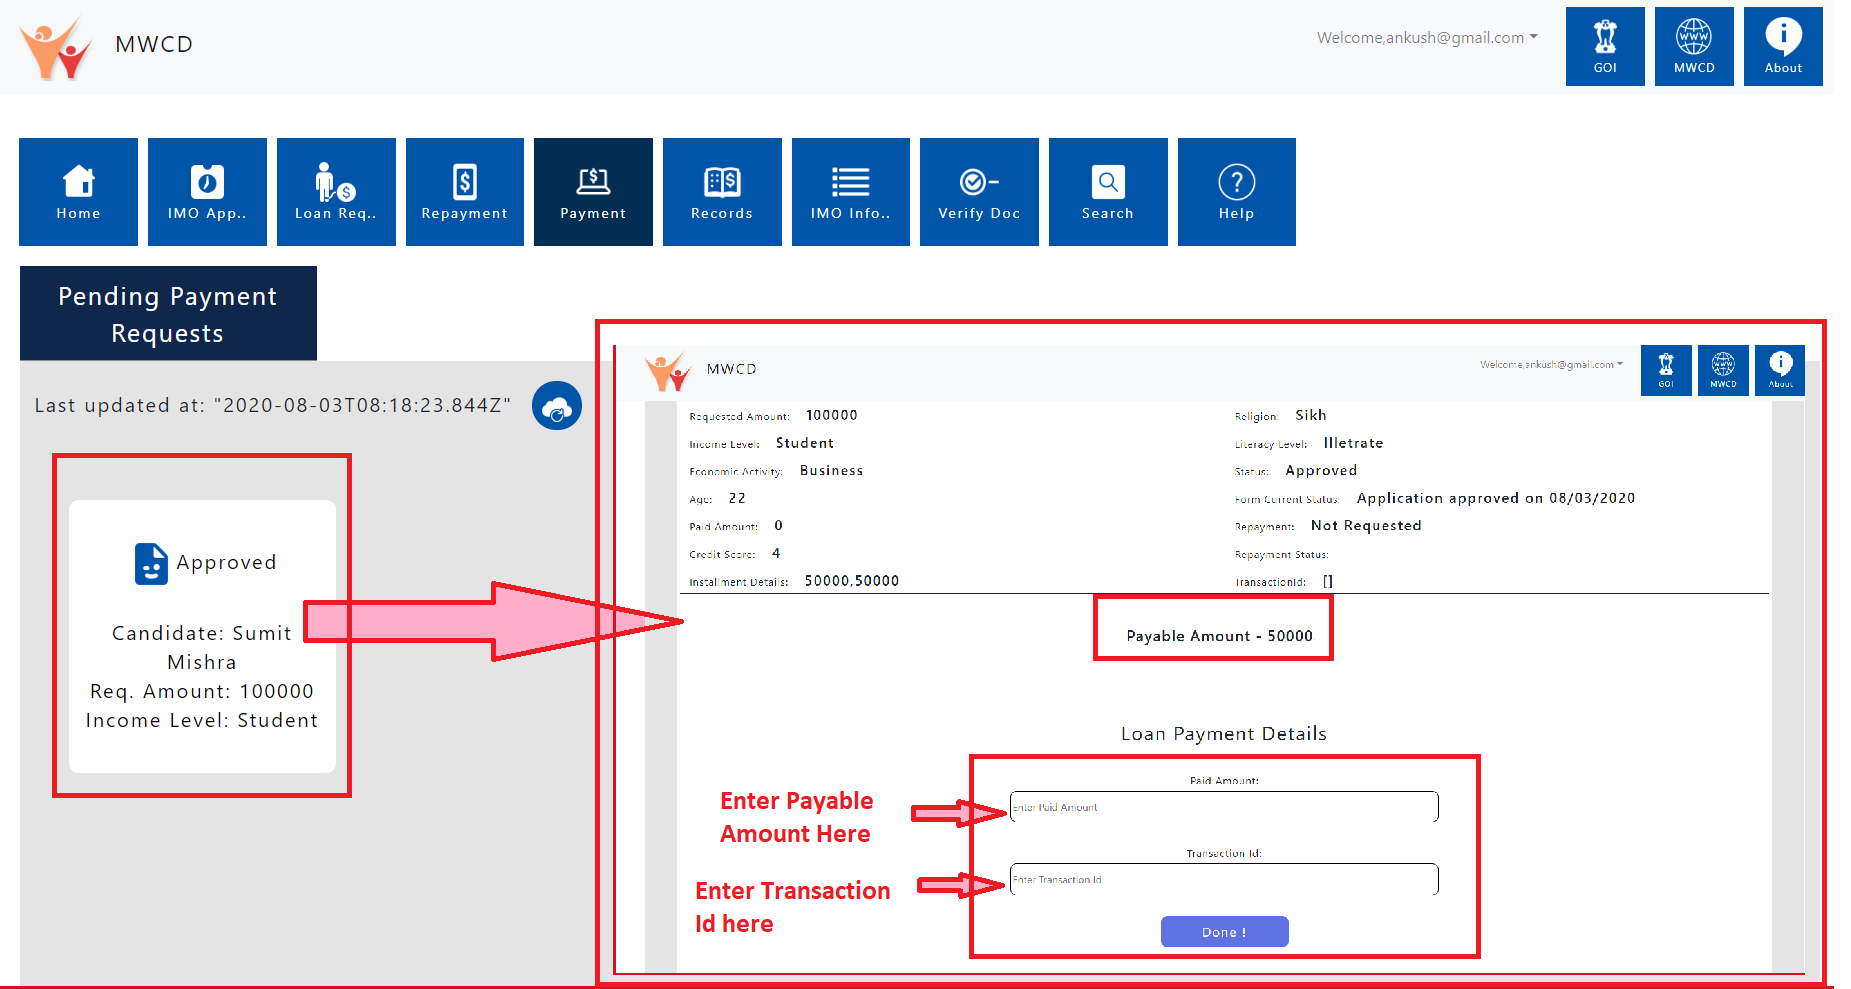 MWCD
Welcome,ankush@gmail.com
GOI
MWCD
About
Home
IMO App..
Loan Req..
Repayment
Payment
Records
IMO Info..
Verify Doc
Search
Help
Pending Payment
Requests
Last updated at: "2020-08-03T08:18:23.844Z"
Approved
Candidate: Sumit
Mishra
Req. Amount: 100000
Income Level: Student
MWCD
Welcome,ankush@gmail.com
GOI
MWCD
About
Requested Amount: 100000
Religion: Sikh
Income Level: Student
Literacy Level: Illetrate
Economic Activity: Business
Status: Approved
Age: 22
Form Current Status: Application approved on 08/03/2020
Paid Amount: 0
Repayment: Not Requested
Credit Score: 4
Repayment Status:
Installment Details: 50000,50000
TransactionId: []
Payable Amount - 50000
Loan Payment Details
Paid Amount:
Enter Payable
Amount Here
Enter Paid Amount
Transaction Id:
Enter Transaction
Id here
Enter Transaction Id
Done !